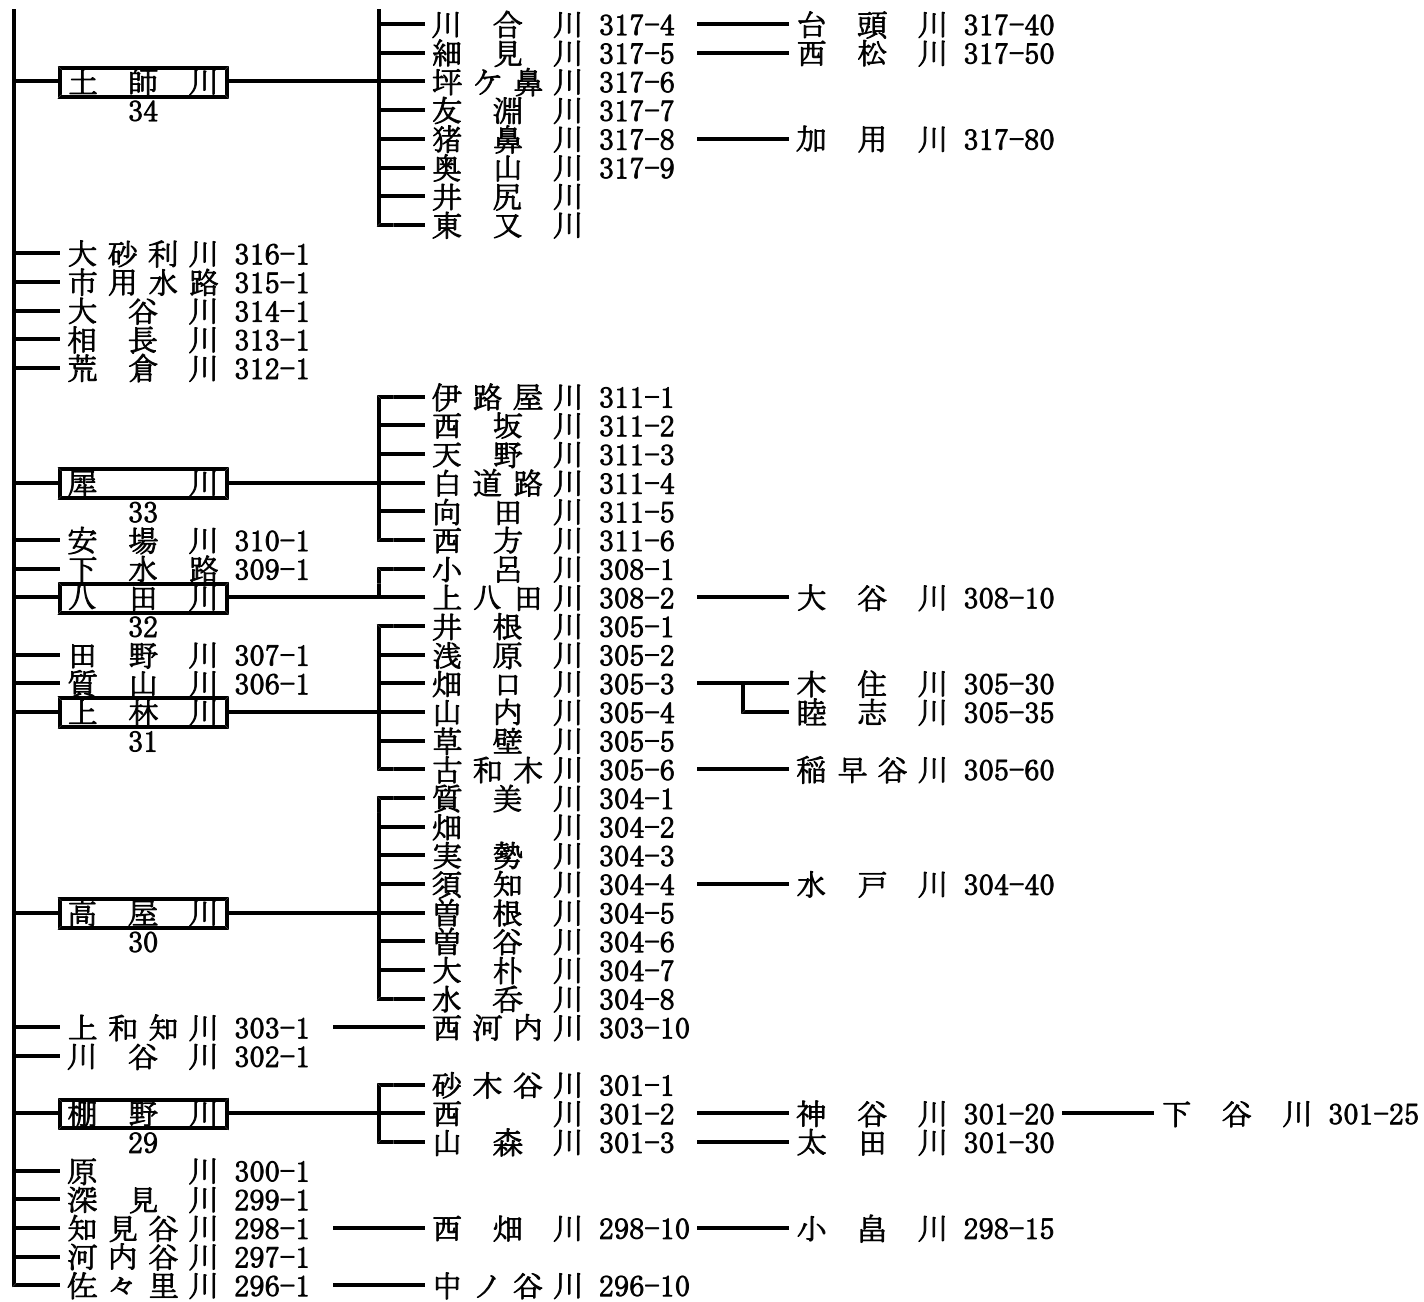 川合川 317-4 台頭川 317-40
細見川 317-5 西松川 317-50
土師川 坪ケ鼻川 317-6
34 友淵川 317-7
猪鼻川 317-8 加用川 317-80
奥山川 317-9
井尻川
東又川
大砂利川 316-1
市用水路 315-1
大谷川 314-1
相長川 313-1
荒倉川 312-1
伊路屋川 311-1
西坂川 311-2
天野川 311-3
犀川 白道路川 311-4
33 向田川 311-5
安場川 310-1 西方川 311-6
下水路 309-1 小呂川 308-1
八田川 上八田川 308-2 大谷川 308-10
32 井根川 305-1
田野川 307-1 浅原川 305-2
質山川 306-1 畑口川 305-3 木住川 305-30
上林川 山内川 305-4 睦志川 305-35
31 草壁川 305-5
古和木川 305-6 稲早谷川 305-60
質美川 304-1
畑川 304-2
実勢川 304-3
須知川 304-4 水戸川 304-40
高屋川 曽根川 304-5
30 曽谷川 304-6
大朴川 304-7
水呑川 304-8
上和知川 303-1 西河内川 303-10
川谷川 302-1
砂木谷川 301-1
棚野川 西川 301-2 神谷川 301-20 下谷川 301-25
29 山森川 301-3 太田川 301-30
原川 300-1
深見川 299-1
知見谷川 298-1 西畑川 298-10 小畠川 298-15
河内谷川 297-1
佐々里川 296-1 中ノ谷川 296-10